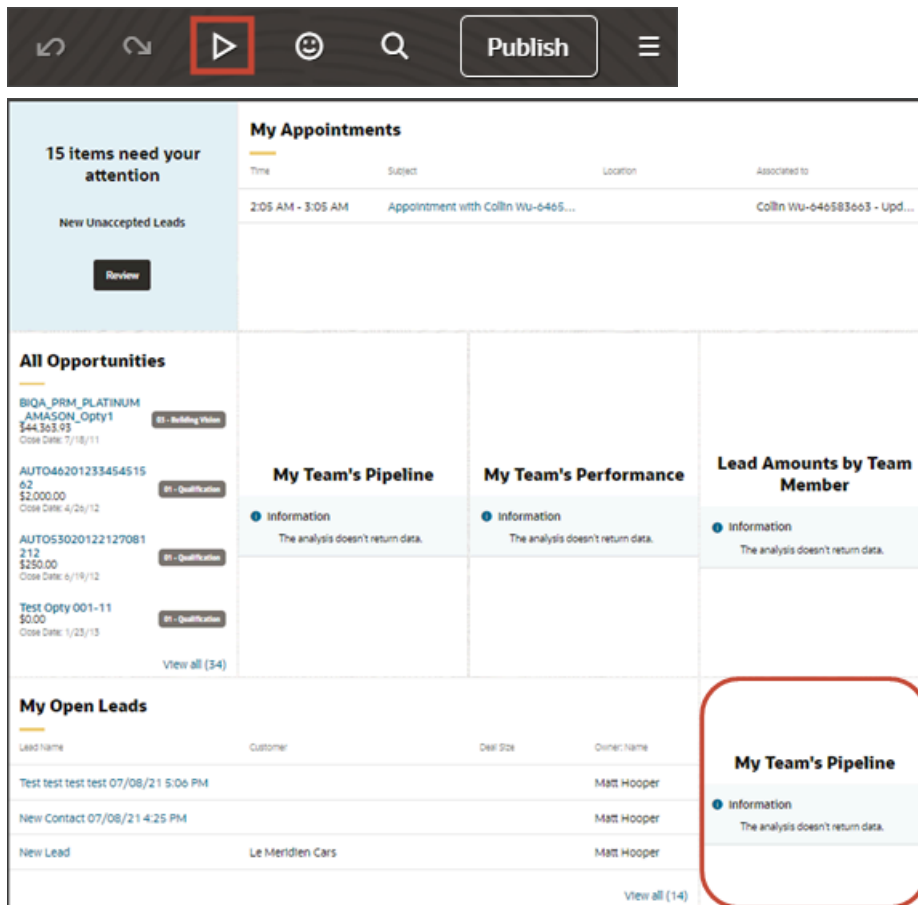 Publish
15 items need your
attention
New Unaccepted Leads
Review
My Appointments
Time Subject Location Associated to
2:05 AM - 3:05 AM Appointment with Collin Wu-6465... Collin Wu-646583663 - Upd...
All Opportunities
BIQA_PRM_PLATINUM
_AMASON_Opty1
$44,363.93
Close Date: 7/18/11
03 - Building Vision
AUTO46201233454515
62
$2,000.00
Close Date: 4/26/12
01 - Qualification
AUTO53020122127081
212
$250.00
Close Date: 6/19/12
01 - Qualification
Test Opty 001-11
$0.00
Close Date: 1/23/13
01 - Qualification
View all (34)
My Team's Pipeline
Information
The analysis doesn't return data.
My Team's Performance
Information
The analysis doesn't return data.
Lead Amounts by Team
Member
Information
The analysis doesn't return data.
My Open Leads
Lead Name Customer Deal Size Owner: Name
Test test test test 07/08/21 5:06 PM Matt Hooper
New Contact 07/08/21 4:25 PM Matt Hooper
New Lead Le Meridien Cars Matt Hooper
View all (14)
My Team's Pipeline
Information
The analysis doesn't return data.